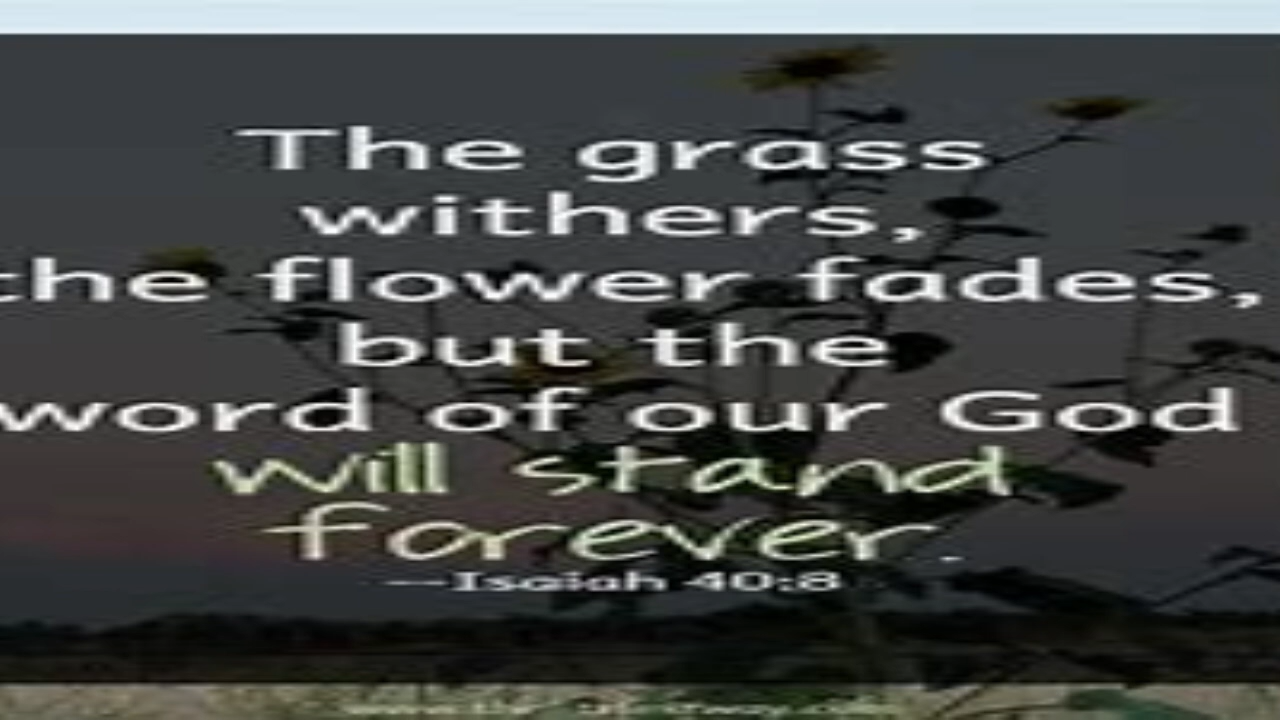 The grass
withers,
the flower fades,
but the
word of our God
will stand
forever.
--Isaiah 40:8